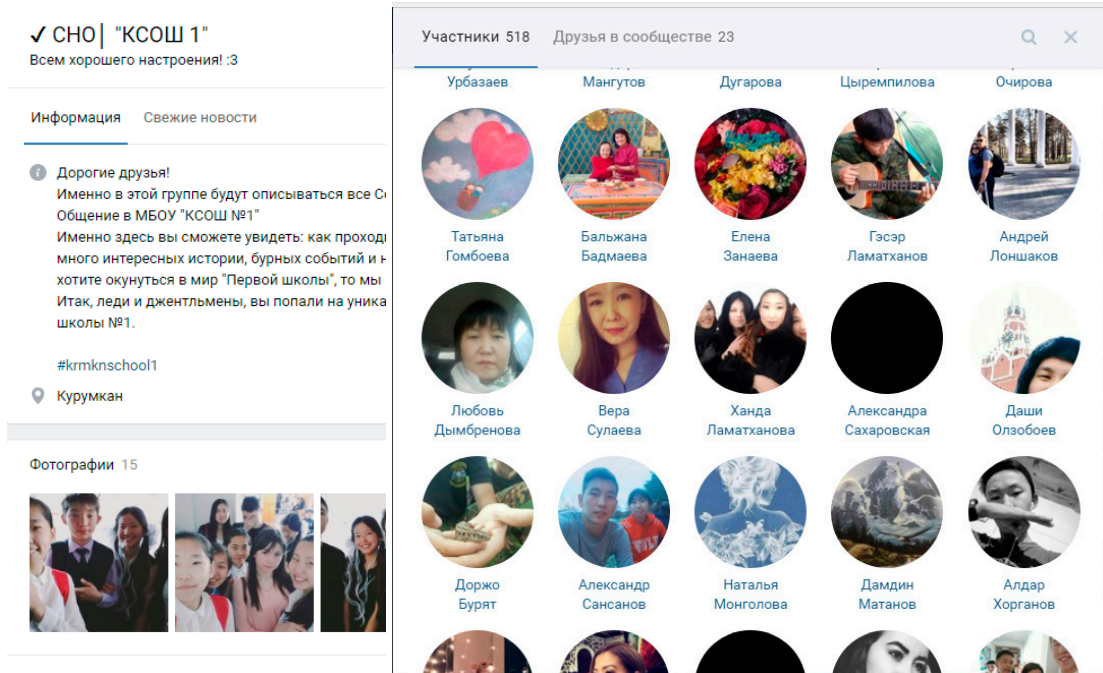 ✓ СНО| "КСОШ 1"
Всем хорошего настроения! :3
Информация Свежие новости
Дорогие друзья!
Именно в этой группе будут описываться все
Общение в МБОУ "КСОШ №1"
Именно здесь вы сможете увидеть: как
много интересных истории, бурных событий и
хотите окунуться в мир "Первой школы", то мы
Итак, леди и джентльмены, вы попали на
школы №1.
#krmknschool1
Курумкан
Фотографии 15
Участники 518 Друзья в сообществе 23
Урбазаев Мангутов Дугарова Цыремпилова Очирова
Татьяна Бальжана Елена Гэсэр Андрей
Гомбоева Бадмаева Занаева Ламатханов Лоншаков
Любовь Вера Ханда Александра Даши
Дымбренова Сулаева Ламатханова Сахаровская Олзобоев
Доржо Александр Наталья Дамдин Алдар
Бурят Сансанов Монголова Матанов Хорганов